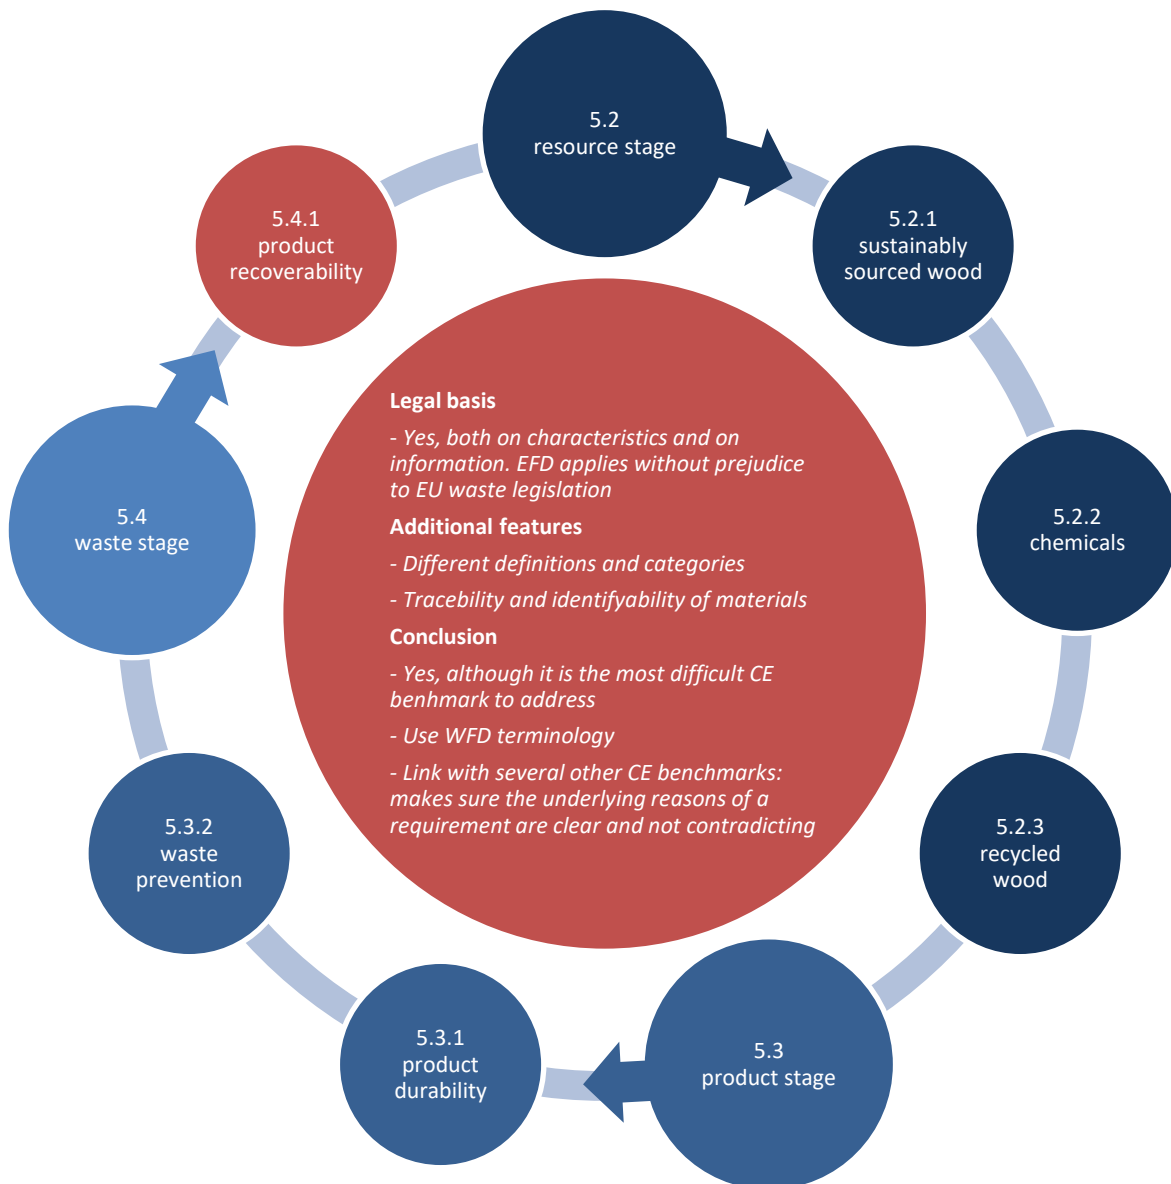 5.2
resource stage
5.2.1
sustainably
sourced wood
5.2.2
chemicals
5.2.3
recycled
wood
5.3
product stage
5.3.1
product
durability
5.3.2
waste
prevention
5.4
waste stage
5.4.1
product
recoverability
Legal basis
- Yes, both on characteristics and on
information. EFD applies without prejudice
to EU waste legislation
Additional features
- Different definitions and categories
- Tracebility and identifyability of materials
Conclusion
- Yes, although it is the most difficult CE
benhmark to address
- Use WFD terminology
- Link with several other CE benchmarks:
makes sure the underlying reasons of a
requirement are clear and not contradicting